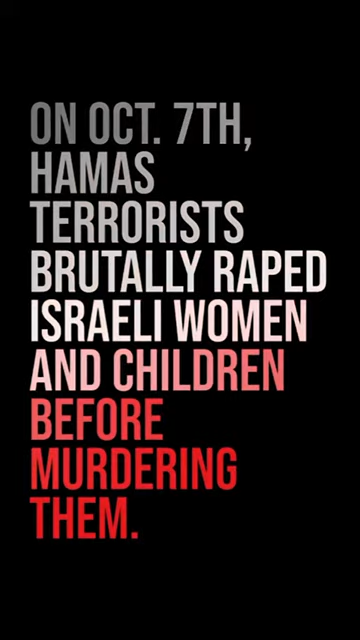 ON OCT. 7TH,
HAMAS
TERRORISTS
BRUTALLY RAPED
ISRAELI WOMEN
AND CHILDREN
BEFORE
MURDERING
THEM.